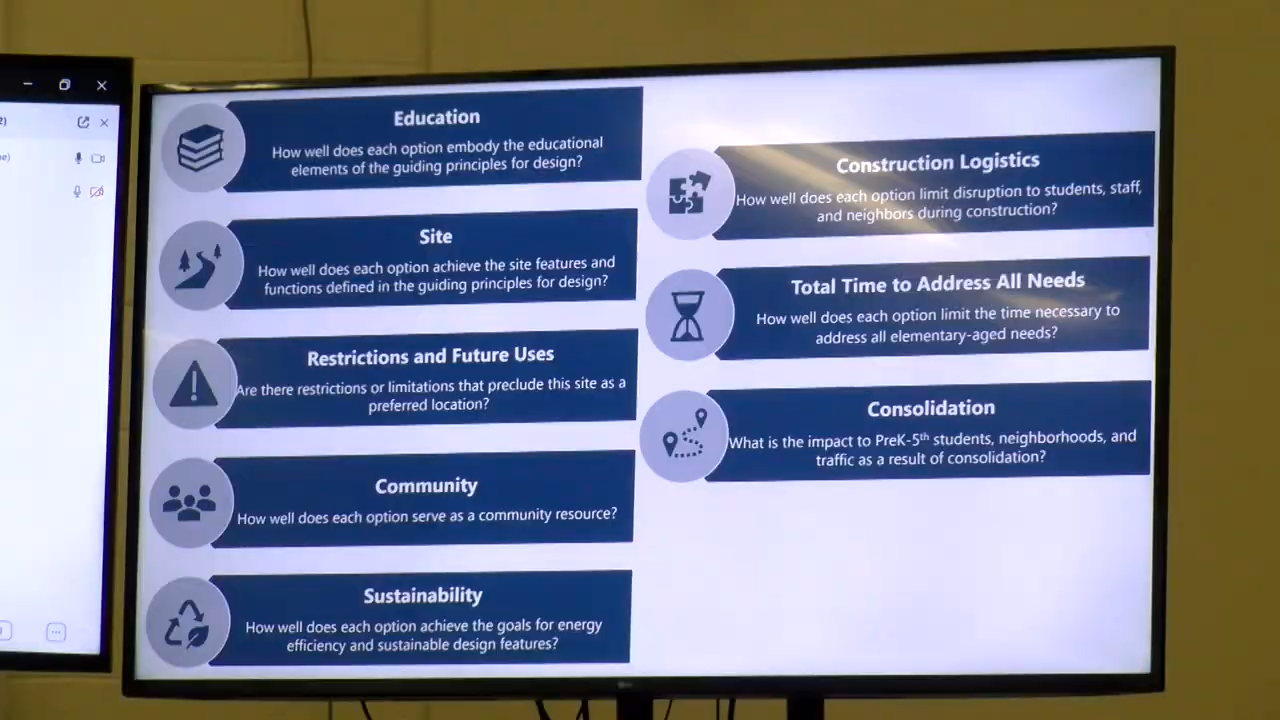 Education
How well does each option embody the educational
elements of the guiding principles for design?
Site
How well does each option achieve the site features and
functions defined in the guiding principles for design?
Restrictions and Future Uses
Are there restrictions or limitations that preclude this site as a
preferred location?
Community
How well does each option serve as a community resource?
Sustainability
How well does each option achieve the goals for energy
efficiency and sustainable design features?
Construction Logistics
How well does each option limit disruption to students, staff,
and neighbors during construction?
Total Time to Address All Needs
How well does each option limit the time necessary to
address all elementary-aged needs?
Consolidation
What is the impact to PreK-5th students, neighborhoods, and
traffic as a result of consolidation?